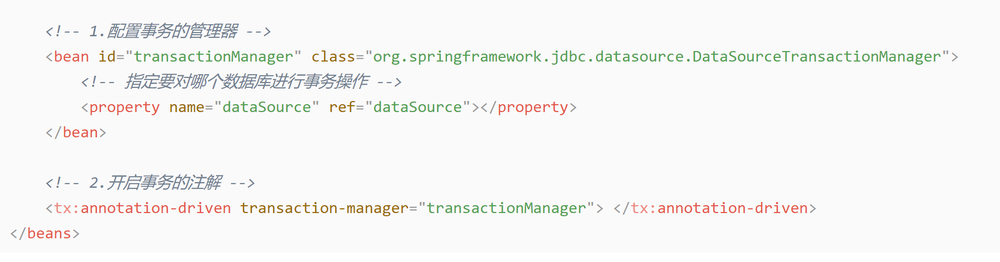 <!-- 1.配置事务的管理器 -->
<bean id="transactionManager" class="org.springframework.jdbc.datasource.DataSourceTransactionManager">
<!-- 指定要对哪个数据库进行事务操作 -->
<property name="dataSource" ref="dataSource"></property>
</bean>
<!-- 2.开启事务的注解 -->
<tx:annotation-driven transaction-manager="transactionManager"> </tx:annotation-driven>
</beans>